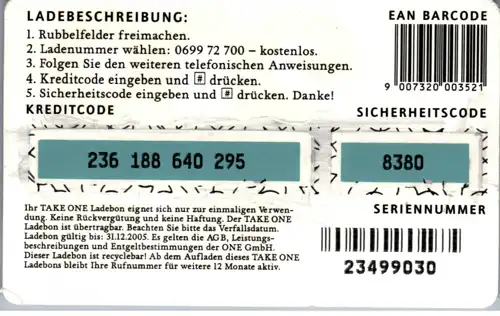 LADEBESCHREIBUNG:
EAN BARCODE
1. Rubbelfelder freimachen.
2. Ladenummer wählen: 0699 72 700 – kostenlos.
3. Folgen Sie den weiteren telefonischen Anweisungen.
4. Kreditcode eingeben und # drücken.
5. Sicherheitscode eingeben und # drücken. Danke!
9 007320 003521
KREDITCODE
SICHERHEITSCODE
236 188 640 295
8380
Ihr TAKE ONE Ladebon eignet sich nur zur einmaligen Verwen-
dung. Keine Rückvergütung und keine Haftung. Der TAKE ONE
Ladebon ist übertragbar. Beachten Sie bitte das Verfallsdatum.
Ladebon gültig bis: 31.12.2005. Es gelten die AGB, Leistungs-
beschreibungen und Entgeltbestimmungen der ONE GmbH.
Dieser Ladebon ist recyclebar! Ab dem Aufladen dieses TAKE ONE
Ladebons bleibt Ihre Rufnummer für weitere 12 Monate aktiv.
SERIENNUMMER
23499030